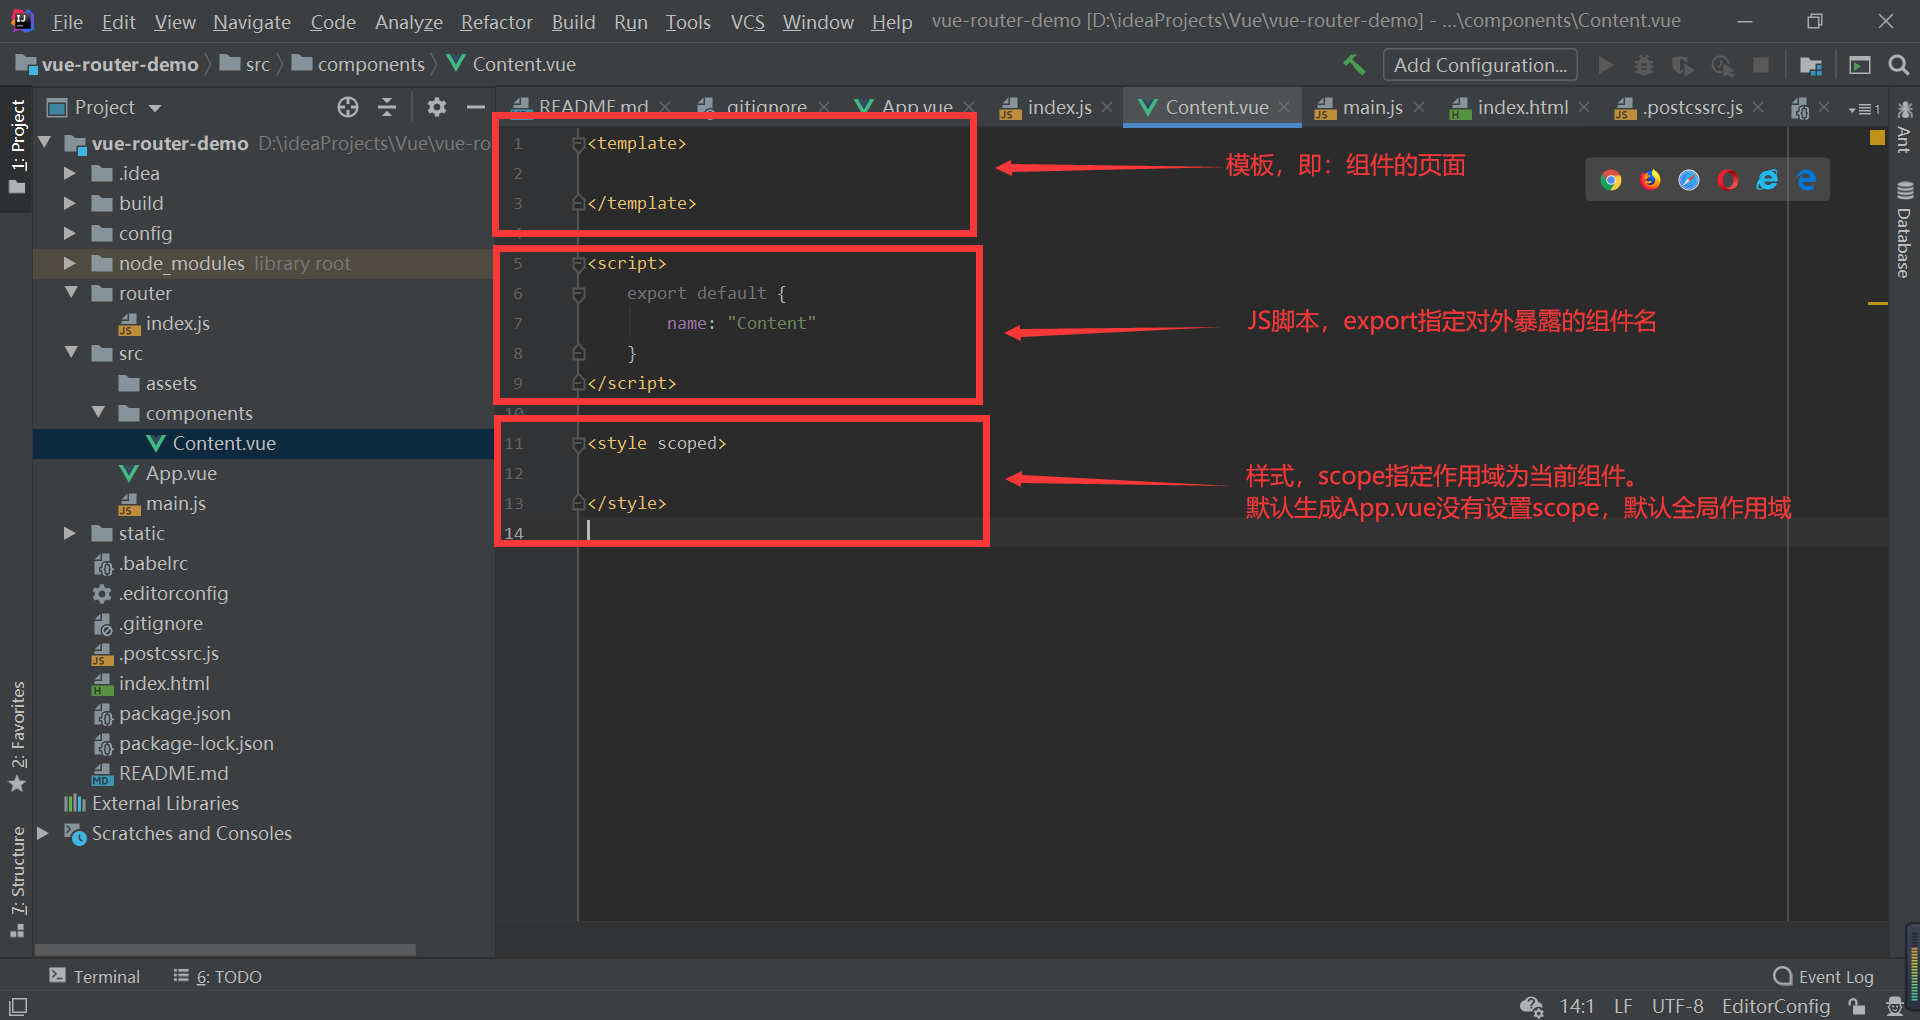 File Edit View Navigate Code Analyze Refactor Build Run Tools VCS Window Help vue-router-demo [D:\ideaProjects\Vue\vue-router-demo] - ...\components\Content.vue
vue-router-demo src components Content.vue Add Configuration...
1: Project
Project
README.md .gitignore App.vue index.js Content.vue main.js index.html .postcssrc.js
vue-router-demo D:\ideaProjects\Vue\vue-ro
.idea
build
config
node_modules library root
router
index.js
src
assets
components
Content.vue
App.vue
main.js
static
.babelrc
.editorconfig
.gitignore
.postcssrc.js
index.html
package.json
package-lock.json
README.md
External Libraries
Scratches and Consoles
1 <template>
2
3 </template>
5 <script>
6 export default {
7 name: "Content"
8 }
9 </script>
10
11 <style scoped>
12
13 </style>
14
模板，即：组件的页面
JS脚本，export指定对外暴露的组件名
样式，scope指定作用域为当前组件。
默认生成App.vue没有设置scope，默认全局作用域
Ant
Database
2: Favorites
7: Structure
Terminal 6: TODO Event Log
14:1 LF UTF-8 EditorConfig